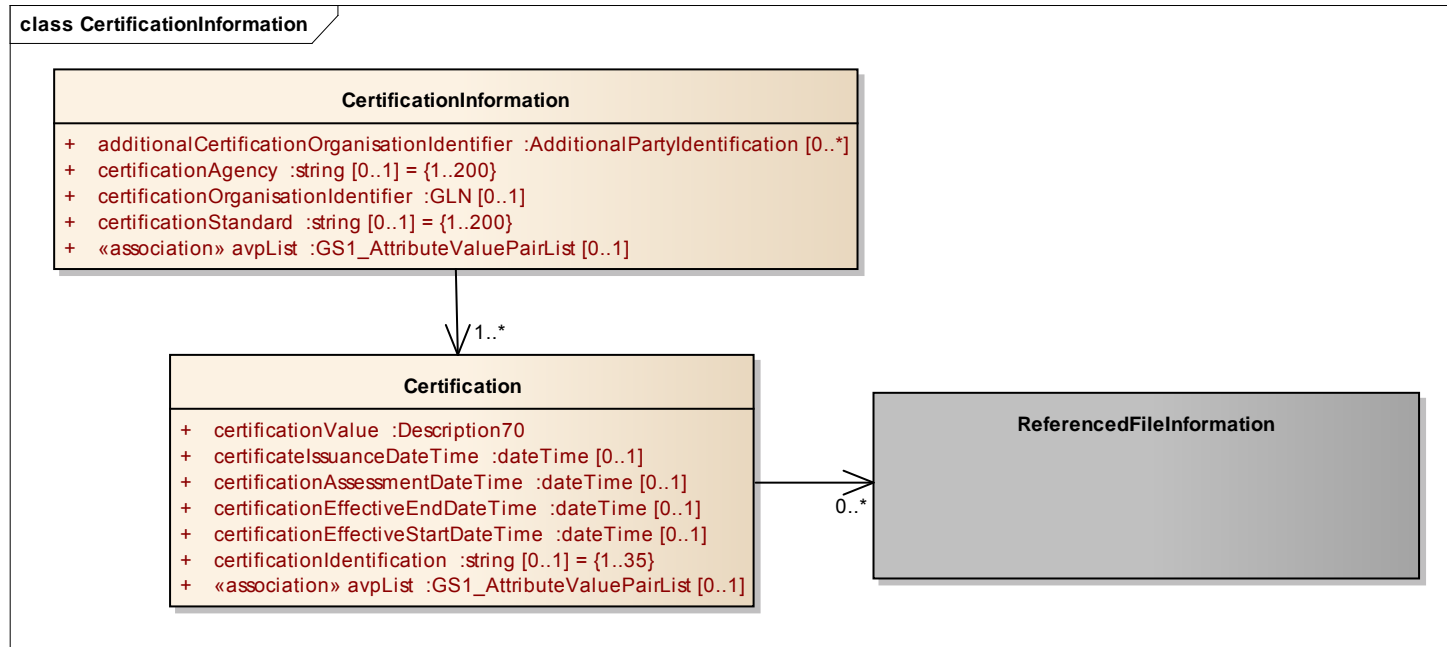 class CertificationInformation
CertificationInformation
+ additionalCertificationOrganisationIdentifier :AdditionalPartyIdentification [0..*]
+ certificationAgency :string [0..1] = {1..200}
+ certificationOrganisationIdentifier :GLN [0..1]
+ certificationStandard :string [0..1] = {1..200}
+ «association» avpList :GS1_AttributeValuePairList [0..1]
1..*
Certification
+ certificationValue :Description70
+ certificateIssuanceDateTime :dateTime [0..1]
+ certificationAssessmentDateTime :dateTime [0..1]
+ certificationEffectiveEndDateTime :dateTime [0..1]
+ certificationEffectiveStartDateTime :dateTime [0..1]
+ certificationIdentification :string [0..1] = {1..35}
+ «association» avpList :GS1_AttributeValuePairList [0..1]
0..*
ReferencedFileInformation